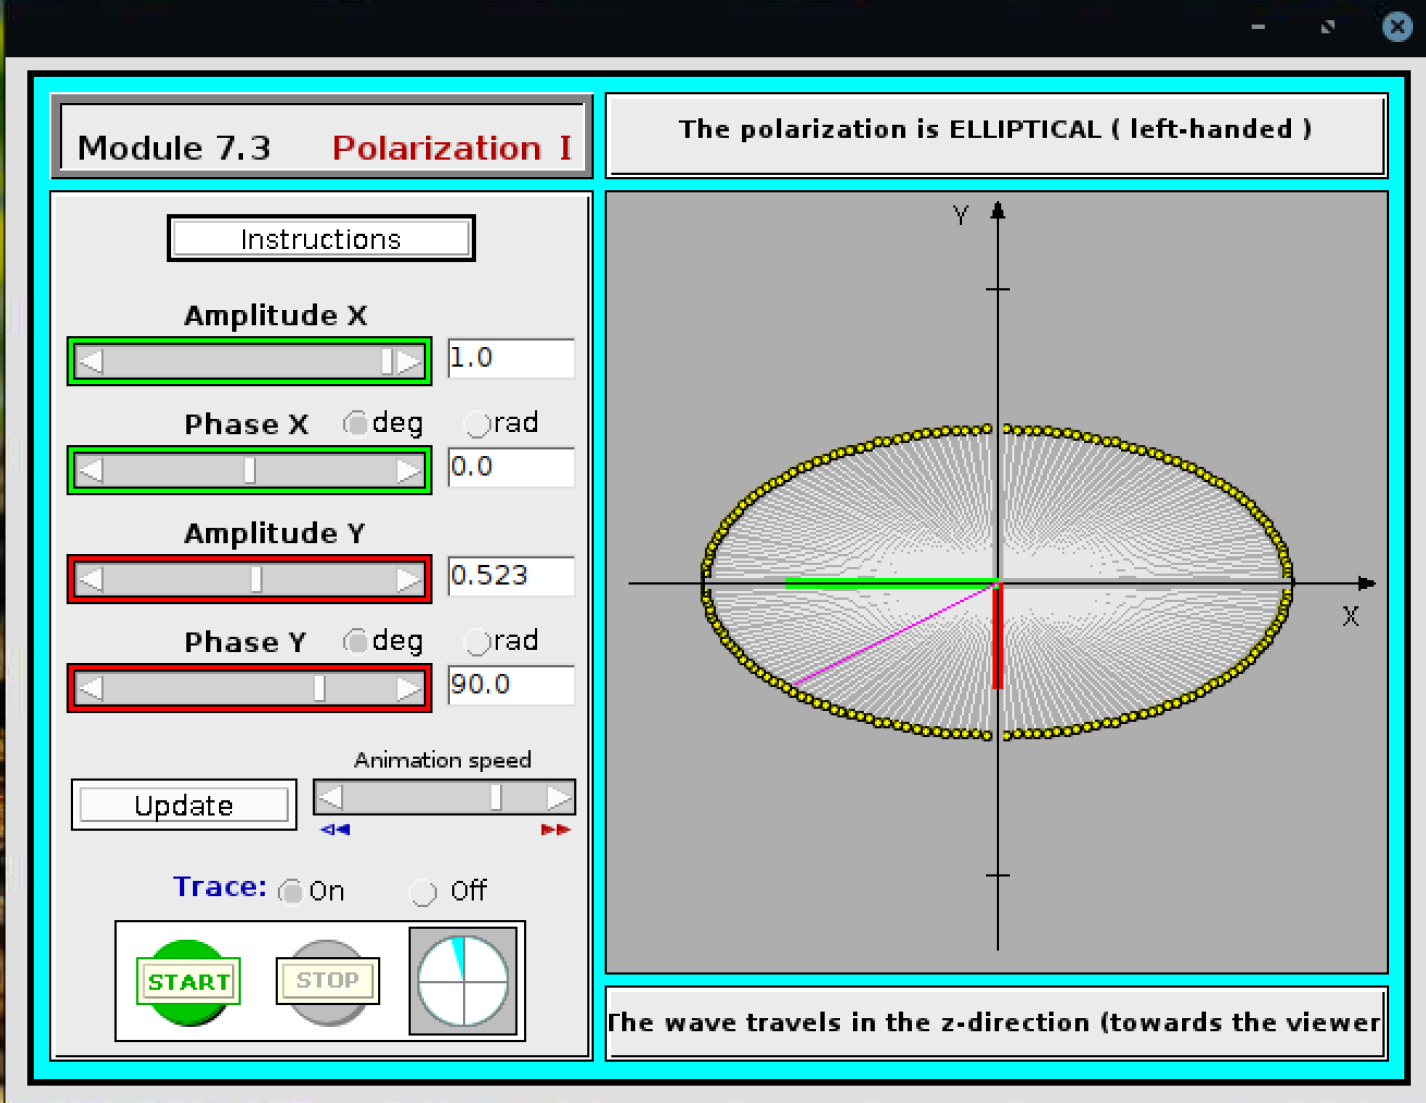 Module 7.3 Polarization I
The polarization is ELLIPTICAL ( left-handed )
Instructions
Amplitude X
1.0
Phase X deg rad
0.0
Amplitude Y
0.523
Phase Y deg rad
90.0
Animation speed
Update
Trace: On Off
START STOP
Y
X
The wave travels in the z-direction (towards the viewer